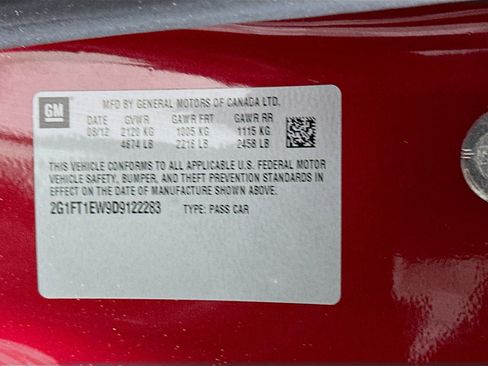 GM
MFD BY GENERAL MOTORS OF CANADA LTD.
DATE GVWR GAWR FRT GAWR RR
08/12 2120 KG 1005 KG 1115 KG
4674 LB 2216 LB 2458 LB
THIS VEHICLE CONFORMS TO ALL APPLICABLE U.S. FEDERAL MOTOR
VEHICLE SAFETY, BUMPER, AND THEFT PREVENTION STANDARDS IN
EFFECT ON THE DATE OF MANUFACTURE SHOWN ABOVE.
2G1FT1EW9D9122283 TYPE: PASS CAR